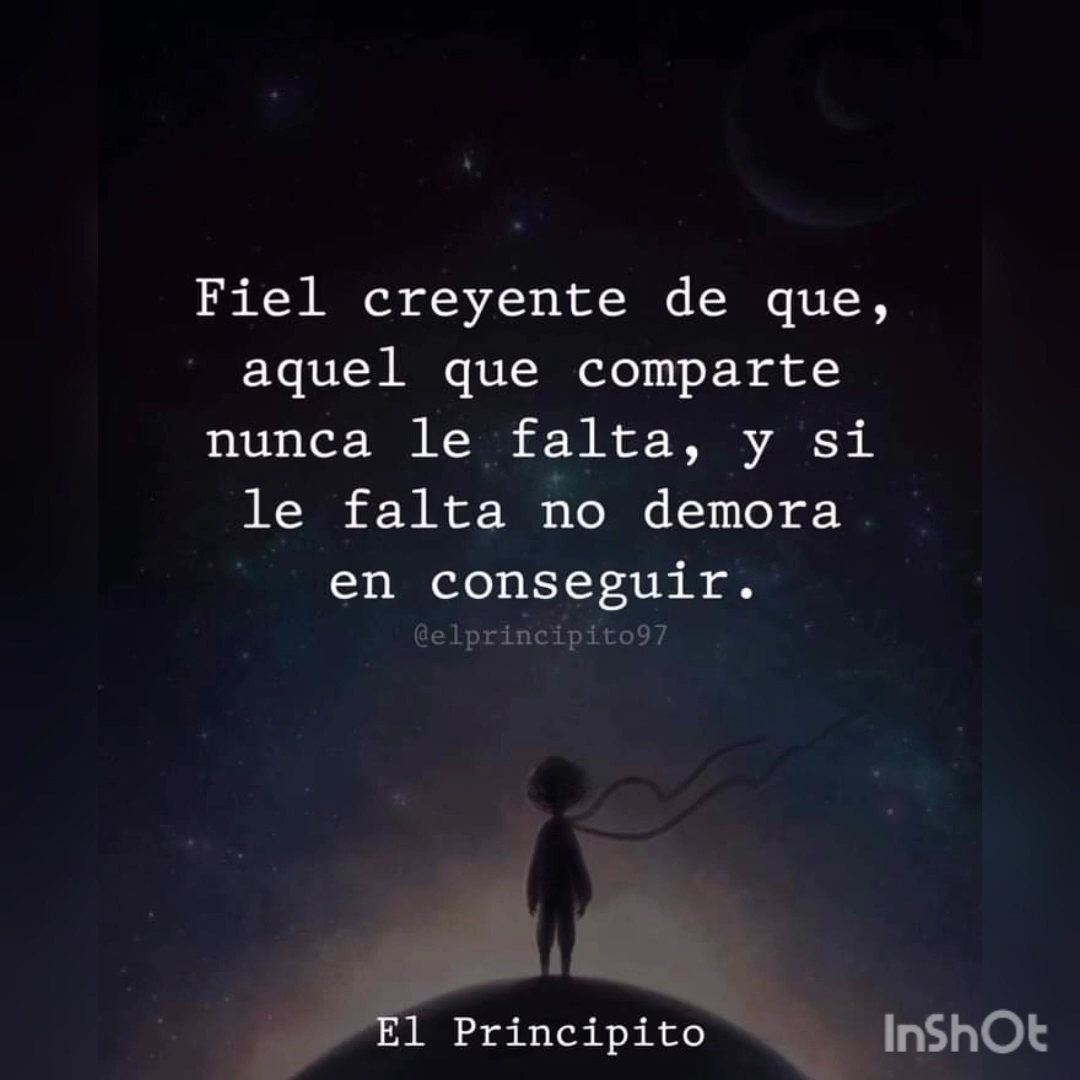 Fiel creyente de que,
aquel que comparte
nunca le falta, y si
le falta no demora
en conseguir.
@elprincipito97
El Principito
InShOt